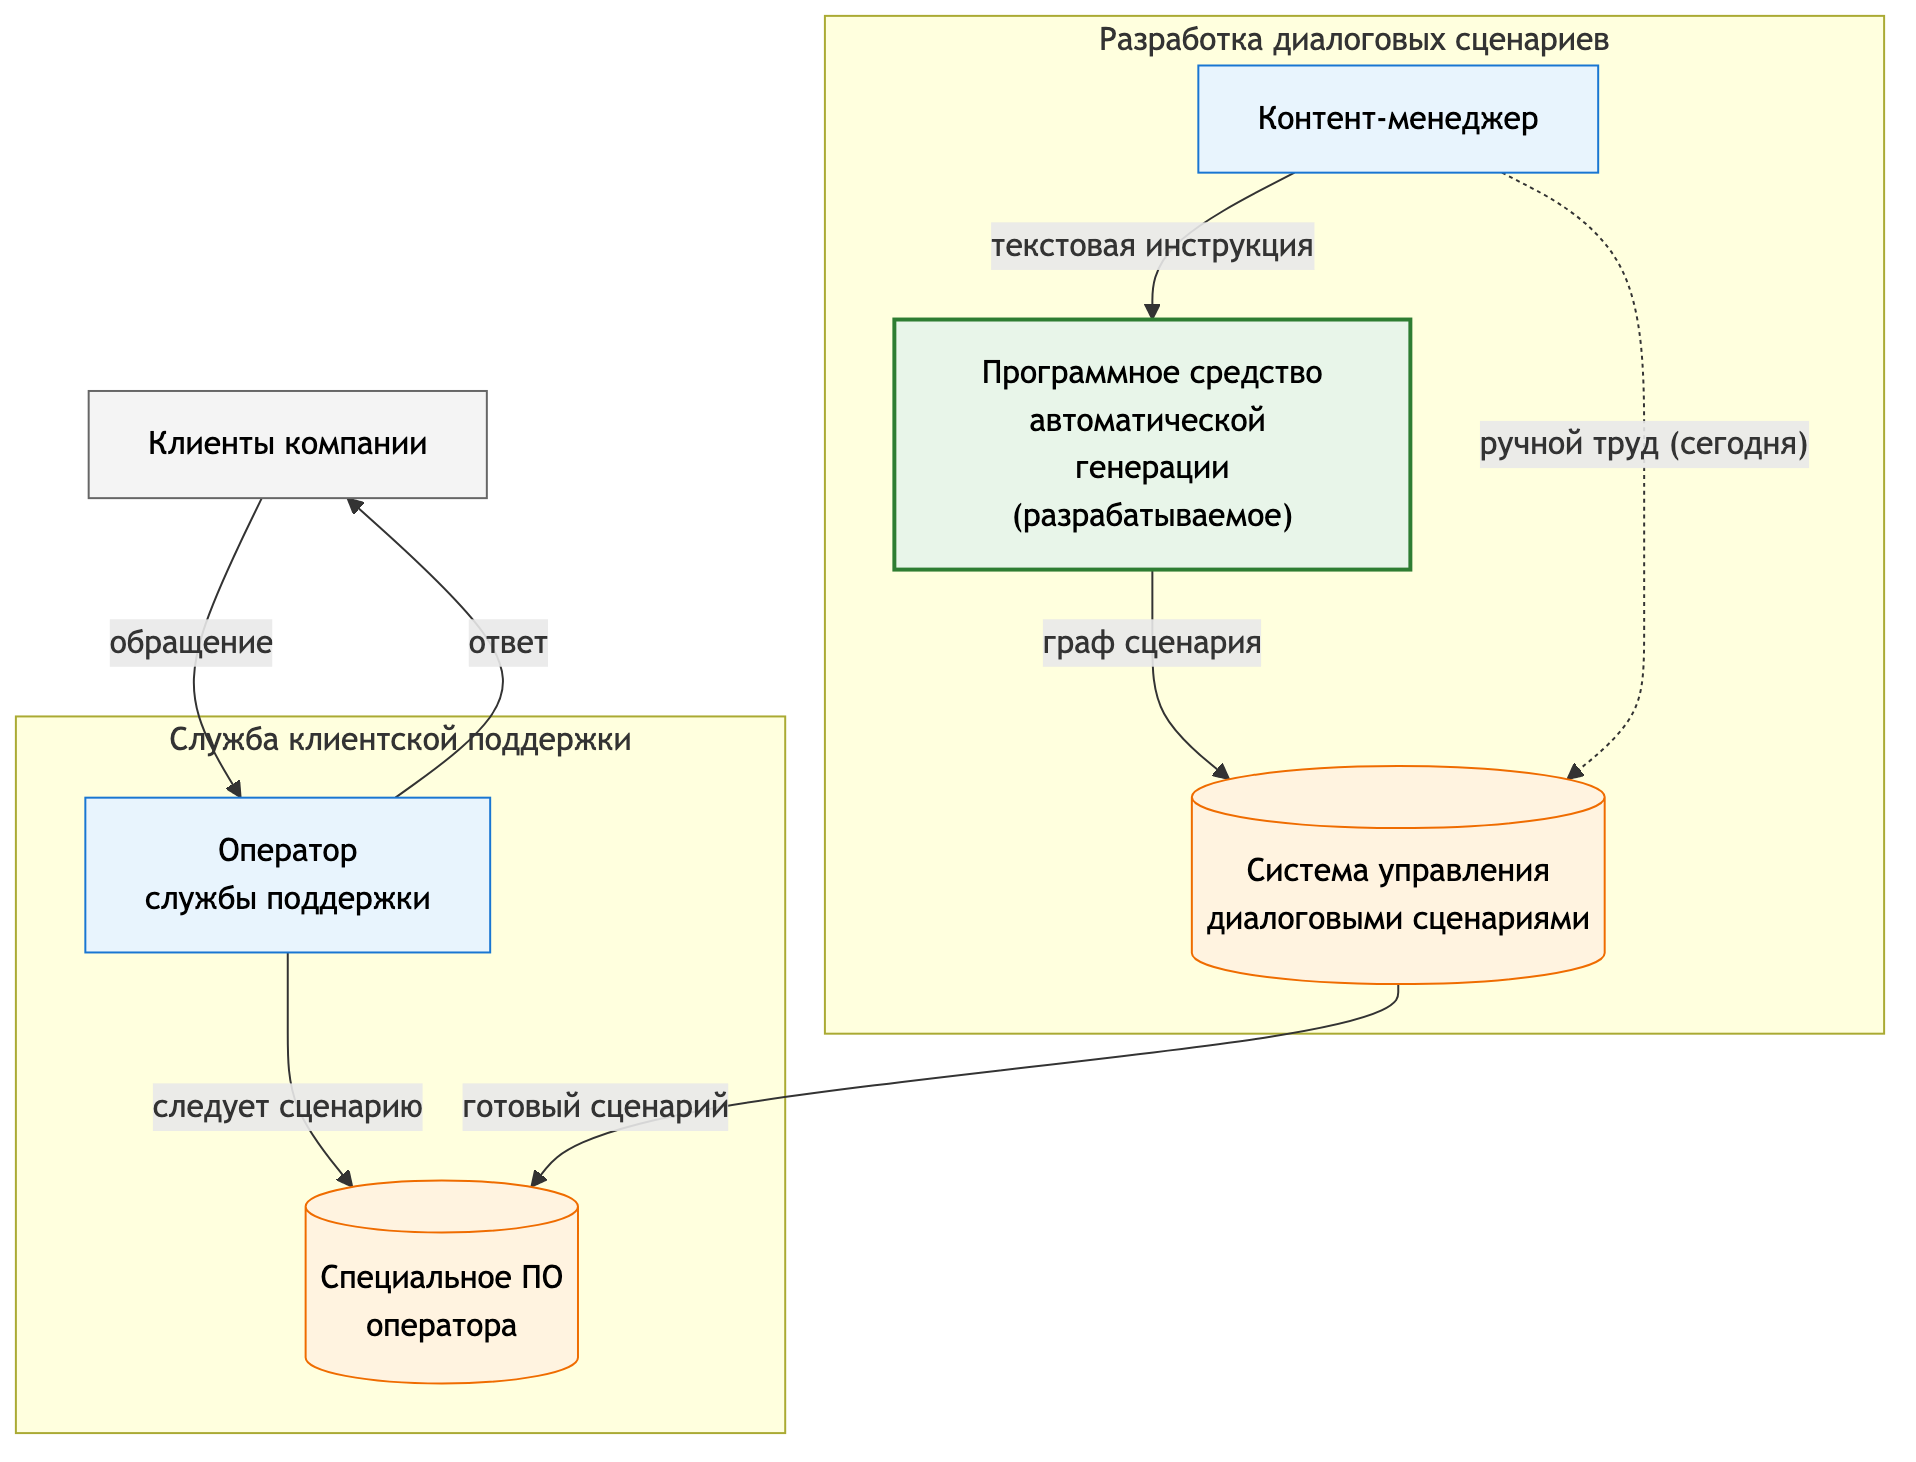 Разработка диалоговых сценариев
Контент-менеджер
текстовая инструкция
Программное средство
автоматической
генерации
(разрабатываемое)
ручной труд (сегодня)
граф сценария
Система управления
диалоговыми сценариями
Клиенты компании
обращение
ответ
Служба клиентской поддержки
Оператор
службы поддержки
следует сценарию
готовый сценарий
Специальное ПО
оператора